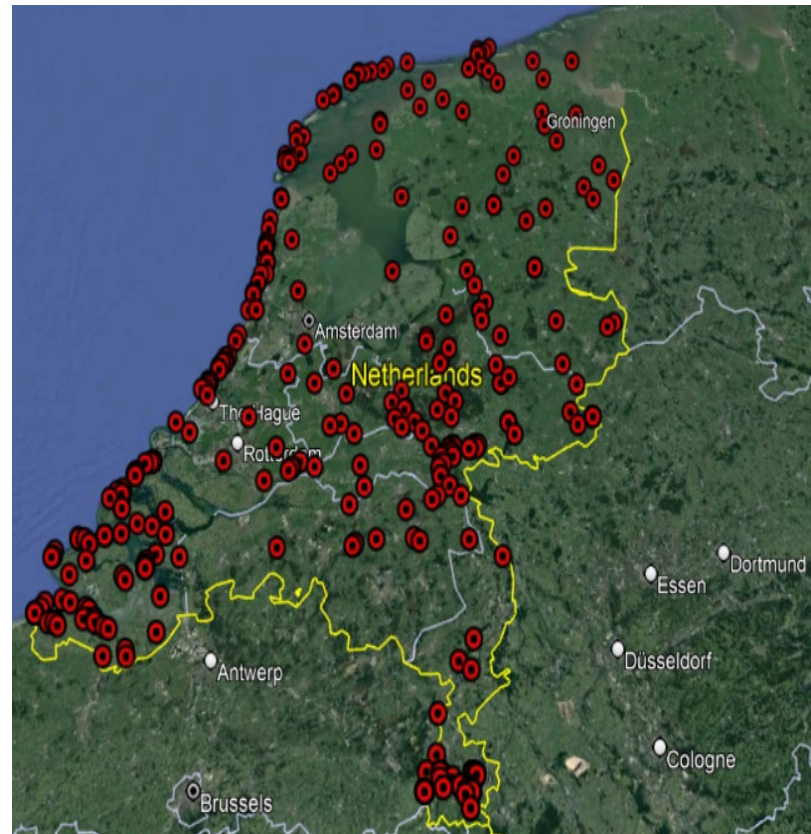 Groningen
Amsterdam
Netherlands
The Hague
Rotterdam
Dortmund
Essen
Antwerp
Düsseldorf
Cologne
Brussels